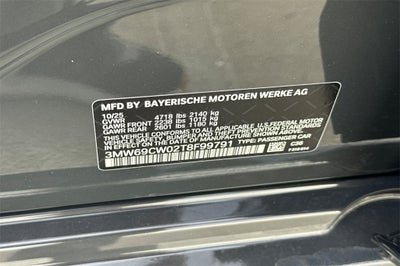 MFD BY BAYERISCHE MOTOREN WERKE AG
10/25
GVWR 4718 lbs 2140 kg
GAWR FRONT 2238 lbs 1015 kg
GAWR REAR 2601 lbs 1180 kg
THIS VEHICLE CONFORMS TO ALL APPLICABLE U.S. FEDERAL MOTOR
VEHICLE SAFETY, BUMPER AND THEFT PREVENTION STANDARDS
IN EFFECT ON THE DATE OF MANUFACTURE SHOWN ABOVE
3MW69CW02T8F99791 TYPE: PASSENGER CAR
C36